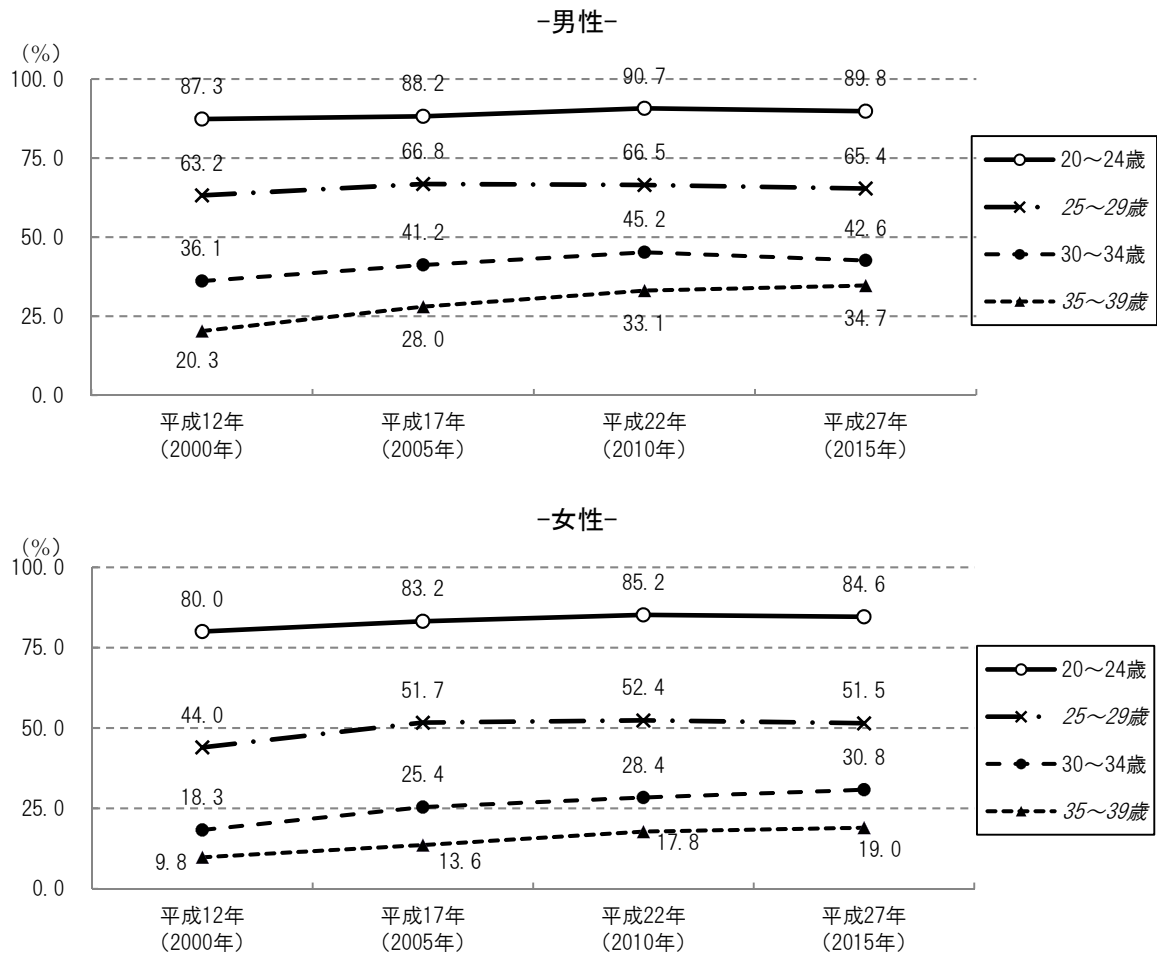 -男性-
(%)
100.0
87.3 88.2 90.7 89.8
75.0
63.2 66.8 66.5 65.4
50.0
36.1 41.2 45.2 42.6
25.0
20.3 28.0 33.1 34.7
0.0
平成12年 平成17年 平成22年 平成27年
(2000年) (2005年) (2010年) (2015年)
20～24歳
25～29歳
30～34歳
35～39歳
-女性-
(%)
100.0
80.0 83.2 85.2 84.6
75.0
44.0 51.7 52.4 51.5
50.0
18.3 25.4 28.4 30.8
25.0
9.8 13.6 17.8 19.0
0.0
平成12年 平成17年 平成22年 平成27年
(2000年) (2005年) (2010年) (2015年)
20～24歳
25～29歳
30～34歳
35～39歳